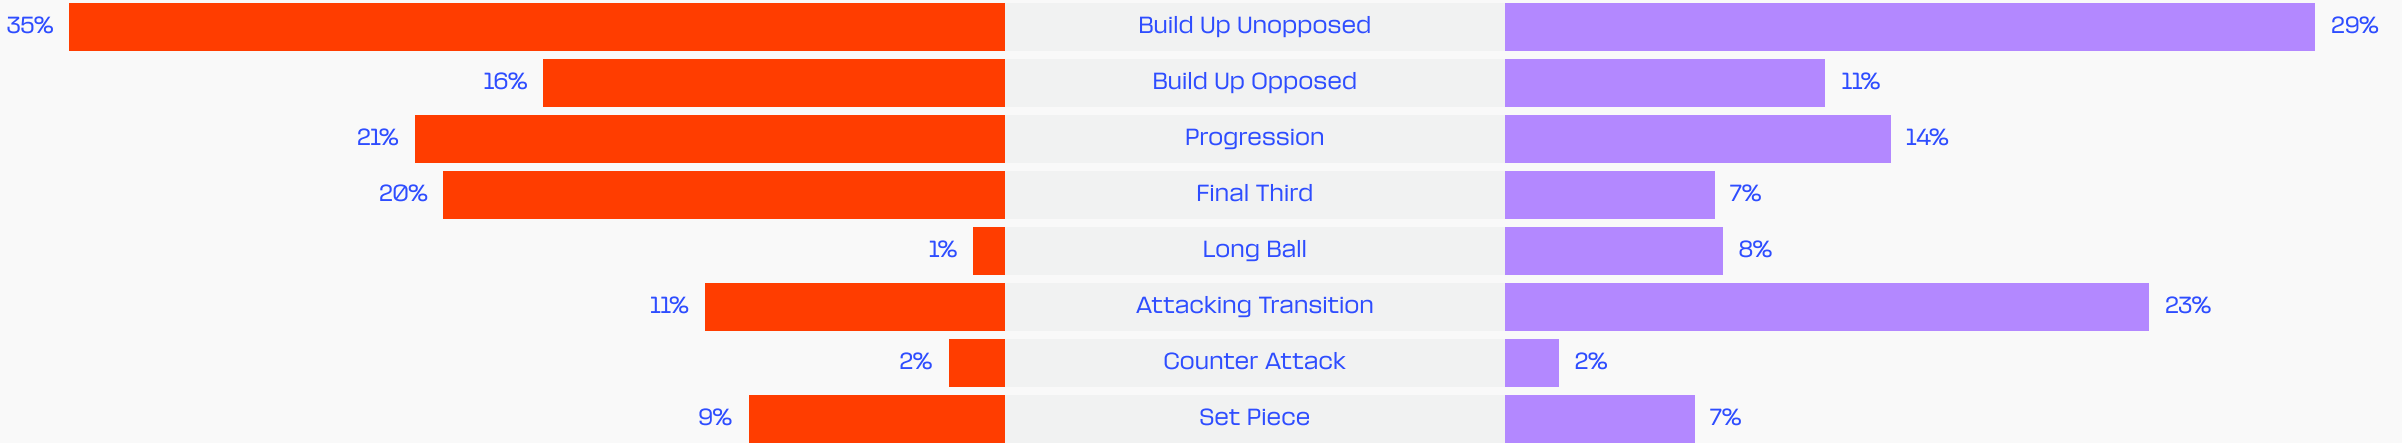 35% Build Up Unopposed 29%
16% Build Up Opposed 11%
21% Progression 14%
20% Final Third 7%
1% Long Ball 8%
11% Attacking Transition 23%
2% Counter Attack 2%
9% Set Piece 7%